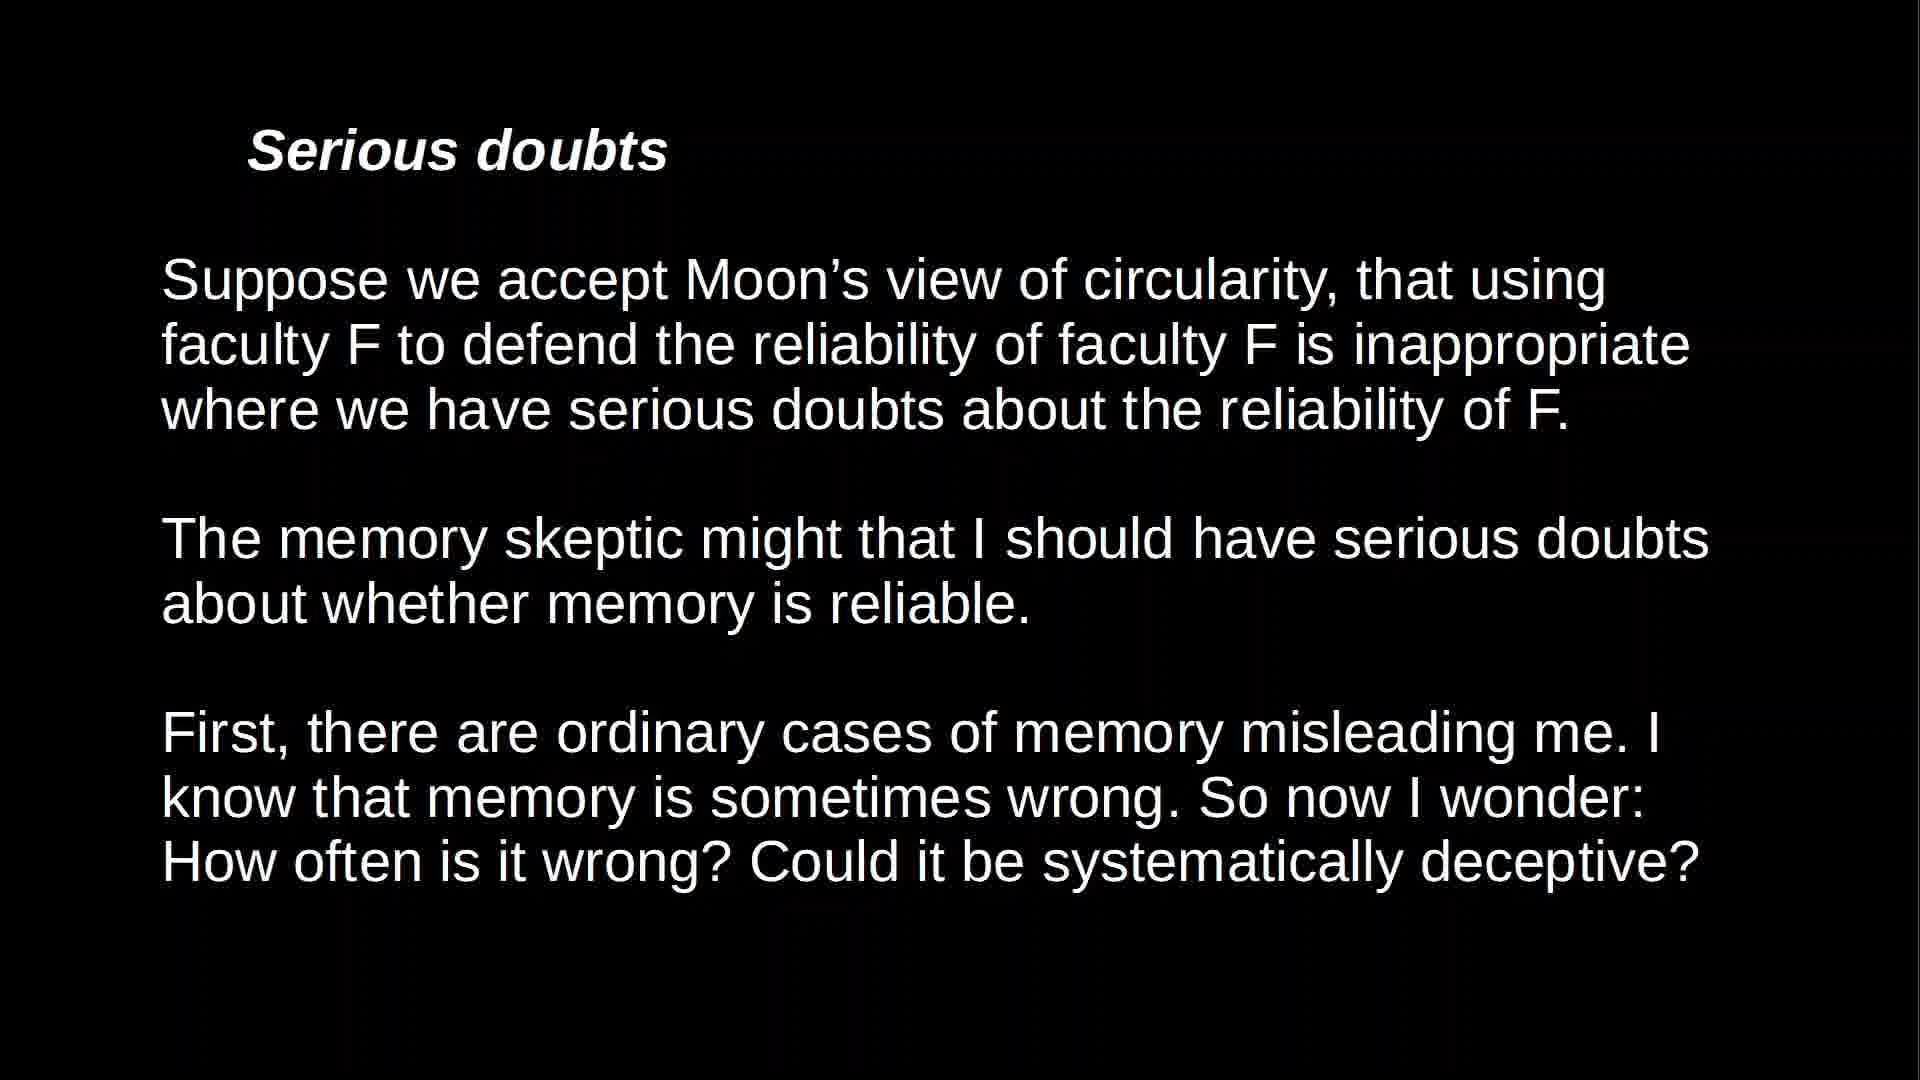 Serious doubts
Suppose we accept Moon’s view of circularity, that using
faculty F to defend the reliability of faculty F is inappropriate
where we have serious doubts about the reliability of F.
The memory skeptic might that I should have serious doubts
about whether memory is reliable.
First, there are ordinary cases of memory misleading me. I
know that memory is sometimes wrong. So now I wonder:
How often is it wrong? Could it be systematically deceptive?